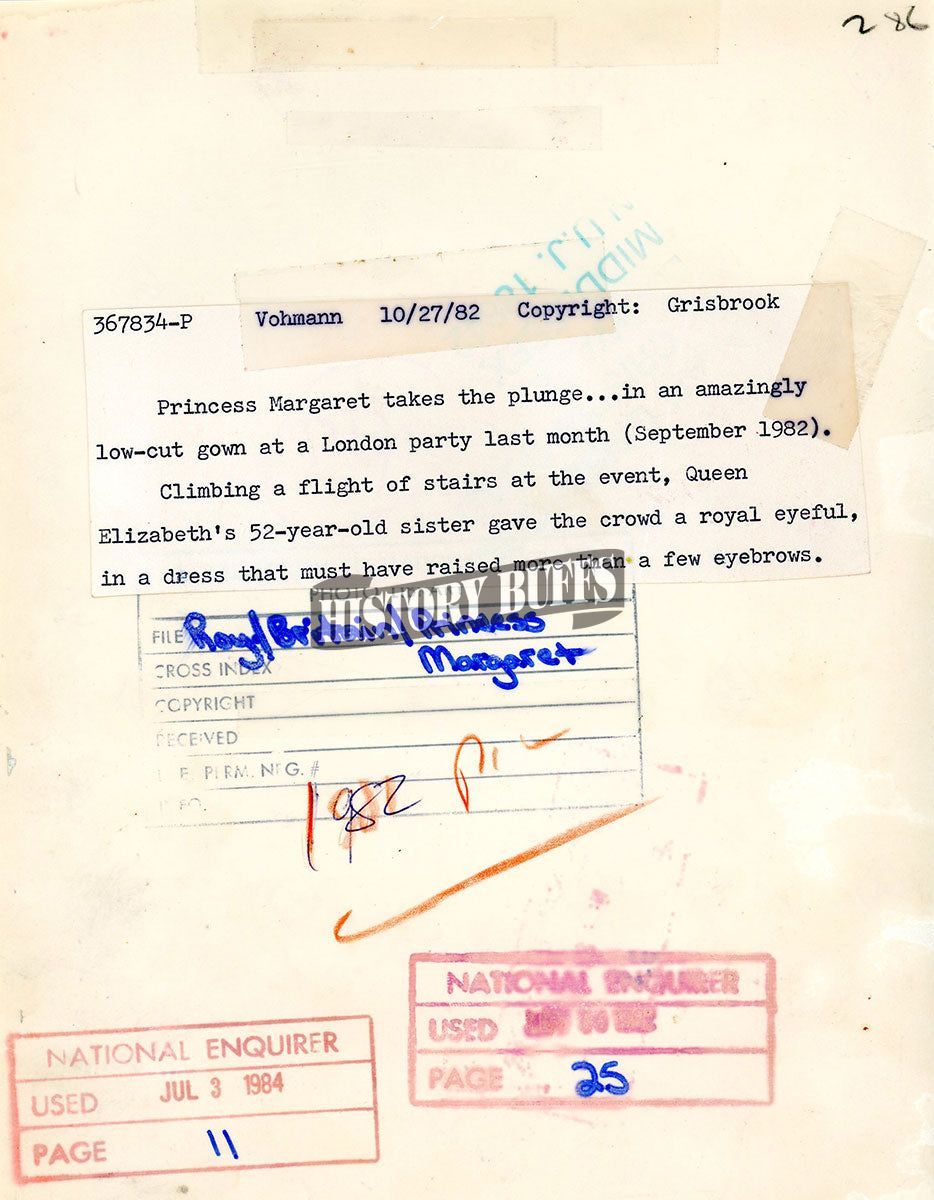 286
367834-P Vohmann 10/27/82 Copyright: Grisbrook
Princess Margaret takes the plunge...in an amazingly
low-cut gown at a London party last month (September 1982).
Climbing a flight of stairs at the event, Queen
Elizabeth's 52-year-old sister gave the crowd a royal eyeful,
in a dress that must have raised more than a few eyebrows.
HISTORY BUFFS
FILE Royl/Britain/Princess
Margaret
CROSS INDEX
COPYRIGHT
RECEIVED
1982
NATIONAL ENQUIRER
USED
PAGE 25
NATIONAL ENQUIRER
USED JUL 3 1984
PAGE 11